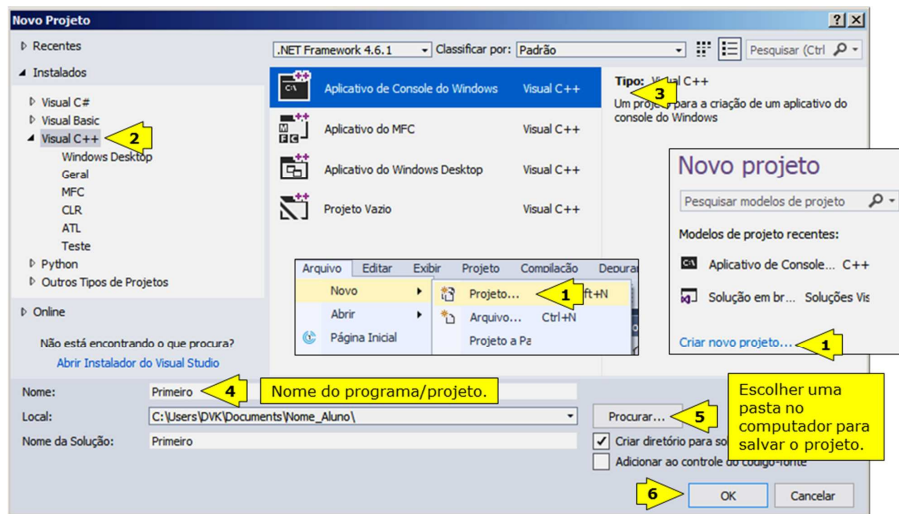 Novo Projeto
Recentes
Instalados
Visual C#
Visual Basic
Visual C++
2
Windows Desktop
Geral
MFC
CLR
ATL
Teste
Python
Outros Tipos de Projetos
Online
Não está encontrando o que procura?
Abrir Instalador do Visual Studio
.NET Framework 4.6.1
Classificar por:
Padrão
Pesquisar (Ctrl
Aplicativo de Console do Windows Visual C++
Aplicativo do MFC Visual C++
Aplicativo do Windows Desktop Visual C++
Projeto Vazio Visual C++
Tipo: Visual C++
3
Um projeto para a criação de um aplicativo do
console do Windows
Arquivo Editar Exibir Projeto Compilação Depurar
Novo
Abrir
Página Inicial
Projeto... 1 ft+N
Arquivo... Ctrl+N
Projeto a Pa
Novo projeto
Pesquisar modelos de projeto
Modelos de projeto recentes:
Aplicativo de Console... C++
Solução em br... Soluções Vis
Criar novo projeto... 1
Nome: Primeiro 4 Nome do programa/projeto.
Local: C:\Users\DVK\Documents\Nome_Aluno\ Procurar... 5
Escolher uma
pasta no
computador para
salvar o projeto.
Nome da Solução: Primeiro
Criar diretório para so
Adicionar ao controle do código-fonte
6 OK Cancelar